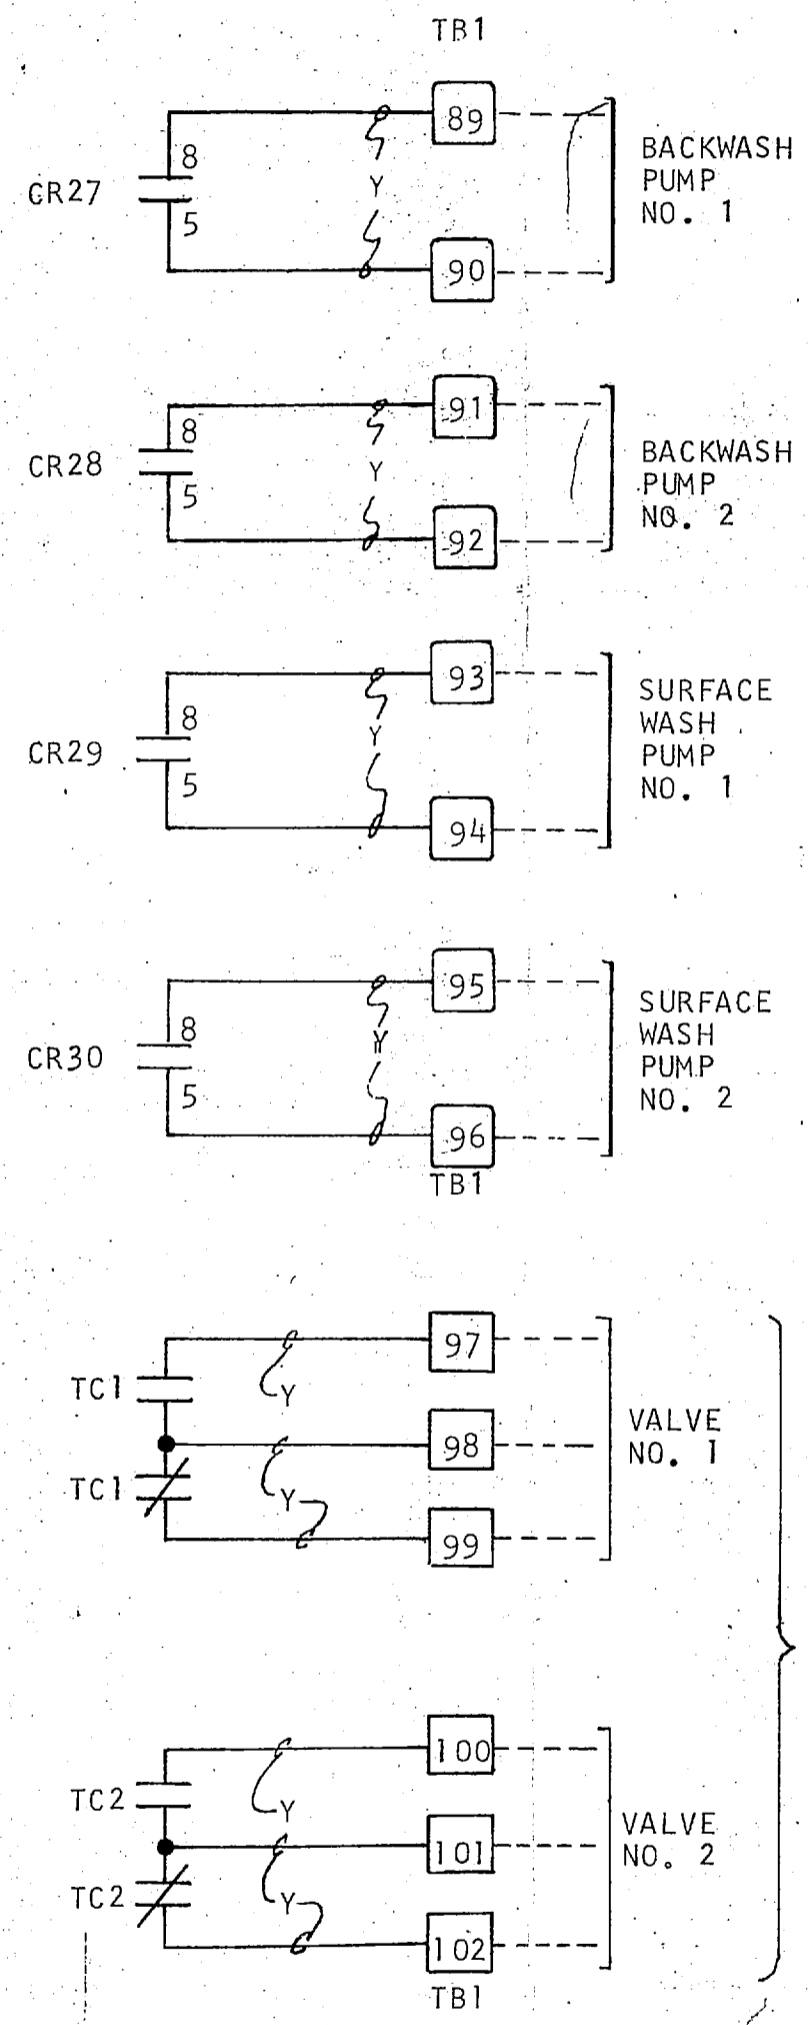 TB1
89
8
CR27
5
Y
90
BACKWASH
PUMP
NO. 1
91
8
CR28
5
Y
92
BACKWASH
PUMP
NO. 2
93
8
CR29
5
Y
94
SURFACE
WASH
PUMP
NO. 1
95
8
CR30
5
Y
96
TB1
SURFACE
WASH
PUMP
NO. 2
97
TC1
Y
98
TC1
Y
99
VALVE
NO. 1
100
TC2
Y
101
TC2
Y
102
TB1
VALVE
NO. 2